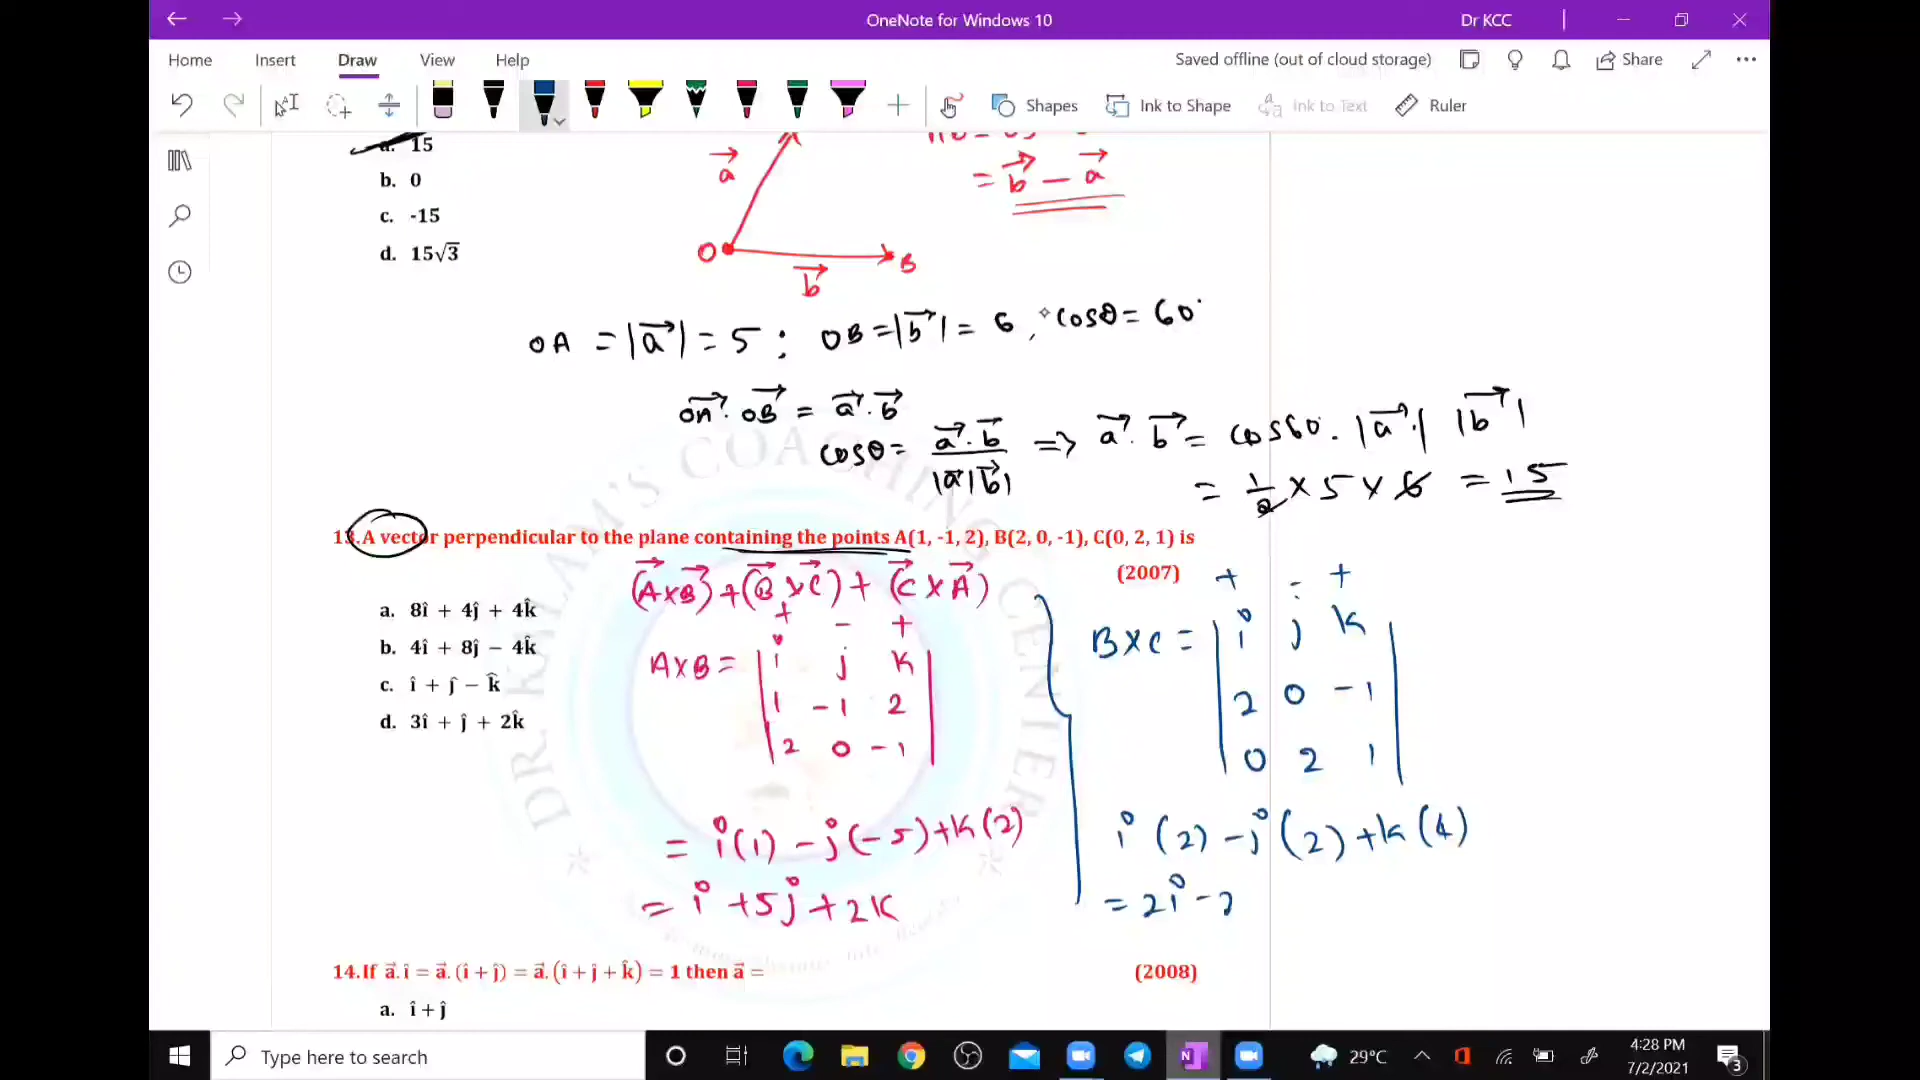 OneNote for Windows 10
Dr KCC
Home Insert Draw View Help
Saved offline (out of cloud storage) Share
Shapes Ink to Shape Ink to Text Ruler
a. 15
b. 0
c. -15
d. 15√3
a⃗
= b⃗ - a⃗
O
B
b⃗
OA = |a⃗| = 5 ; OB = |b⃗| = 6 , cosθ = 60°
OA⃗ . OB⃗ = a⃗ . b⃗
cosθ = a⃗ . b⃗ / |a⃗||b⃗| => a⃗ . b⃗ = cos60° . |a⃗| . |b⃗|
= 1/2 × 5 × 6 = 15
13. A vector perpendicular to the plane containing the points A(1, -1, 2), B(2, 0, -1), C(0, 2, 1) is
(2007)
(A⃗ × B⃗) + (B⃗ × C⃗) + (C⃗ × A⃗)
a. 8î + 4ĵ + 4k̂
b. 4î + 8ĵ − 4k̂
c. î + ĵ − k̂
d. 3î + ĵ + 2k̂
+ - +
A×B = | i j k |
1 -1 2
2 0 -1
= i(1) - j(-5) + k(2)
= i + 5j + 2k
+ - +
B×C = | i j k |
2 0 -1
0 2 1
i(2) - j(2) + k(4)
= 2i - 2
DR. KALAM'S COACHING CENTER
14. If a⃗. î = a⃗. (î + ĵ) = a⃗. (î + ĵ + k̂) = 1 then a⃗ =
(2008)
a. î + ĵ
Type here to search
29°C
4:28 PM
7/2/2021
3